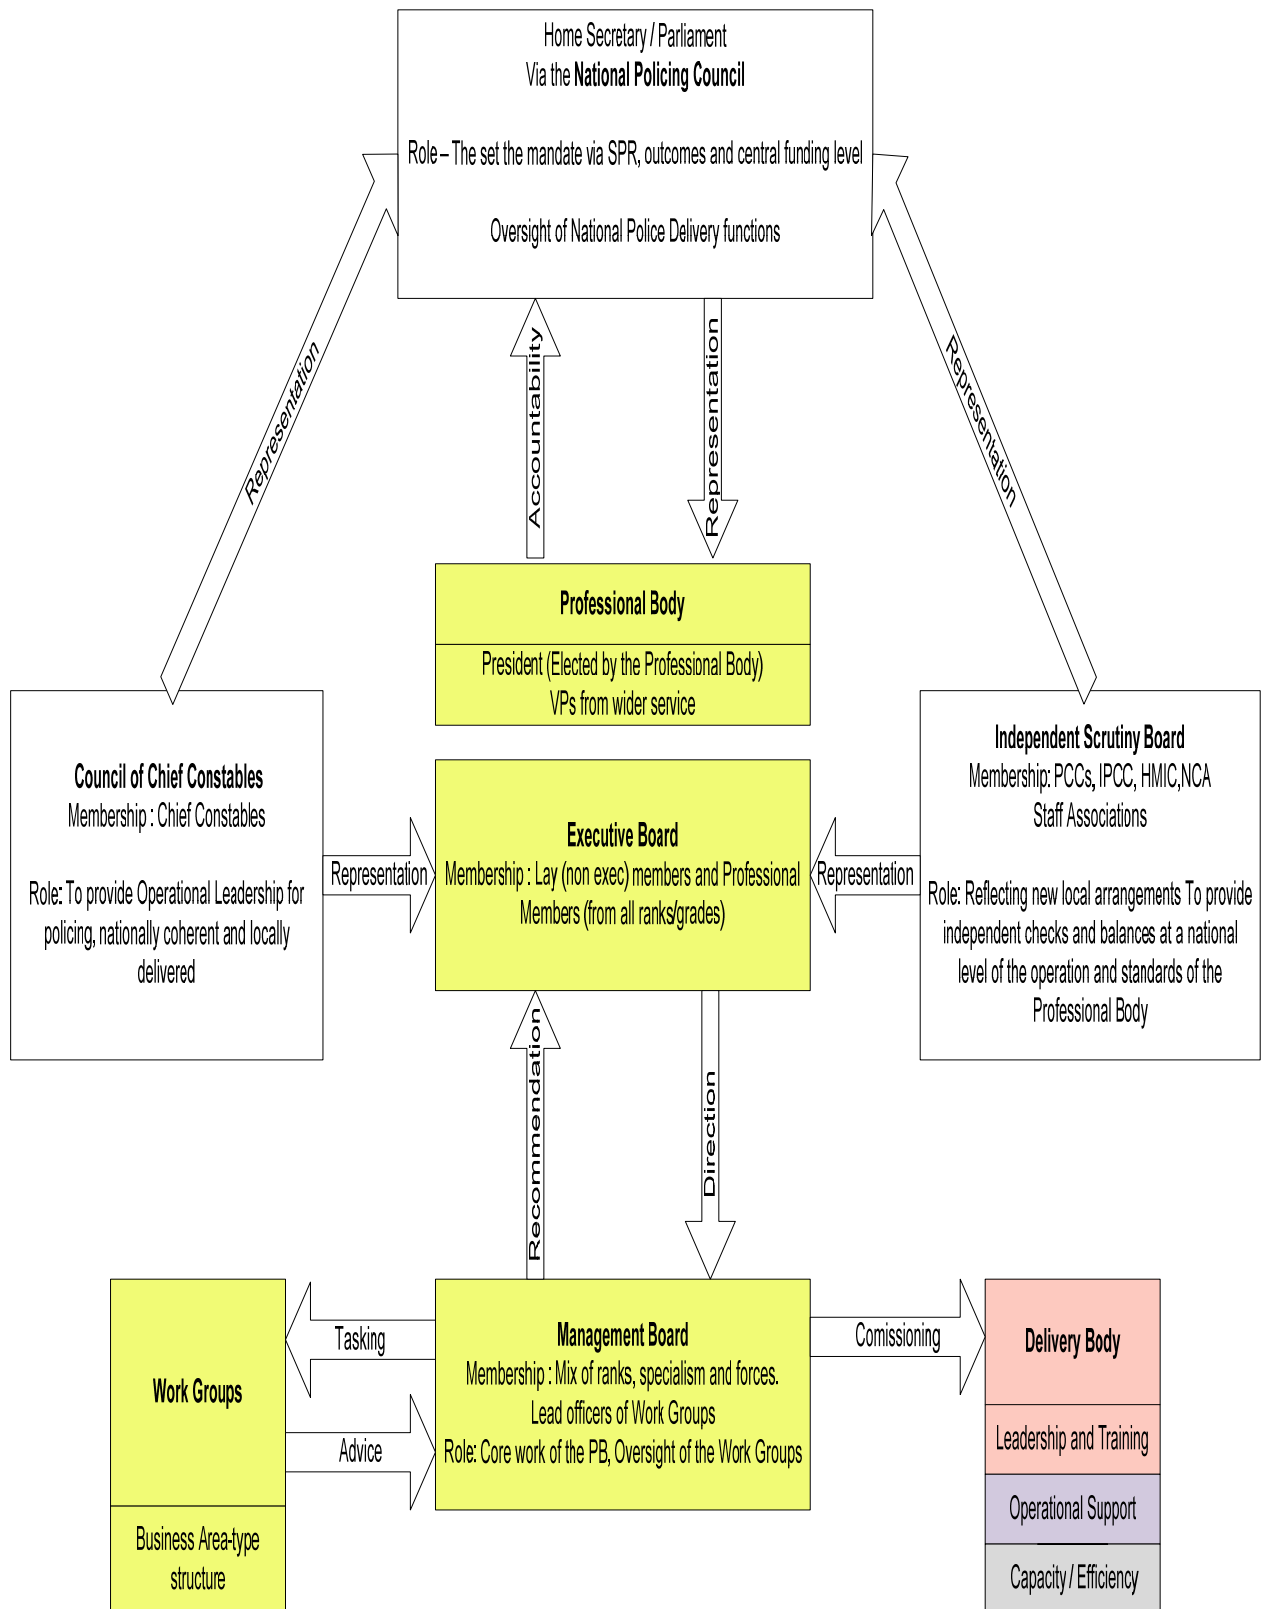 Home Secretary / Parliament
Via the National Policing Council
Role – The set the mandate via SPR, outcomes and central funding level
Oversight of National Police Delivery functions
Representation
Accountability
Representation
Representation
Professional Body
President (Elected by the Professional Body)
VPs from wider service
Council of Chief Constables
Membership : Chief Constables
Role: To provide Operational Leadership for
policing, nationally coherent and locally
delivered
Representation
Executive Board
Membership : Lay (non exec) members and Professional
Members (from all ranks/grades)
Representation
Independent Scrutiny Board
Membership: PCCs, IPCC, HMIC,NCA
Staff Associations
Role: Reflecting new local arrangements To provide
independent checks and balances at a national
level of the operation and standards of the
Professional Body
Recommendation
Direction
Work Groups
Business Area-type
structure
Tasking
Advice
Management Board
Membership : Mix of ranks, specialism and forces.
Lead officers of Work Groups
Role: Core work of the PB, Oversight of the Work Groups
Comissioning
Delivery Body
Leadership and Training
Operational Support
Capacity / Efficiency